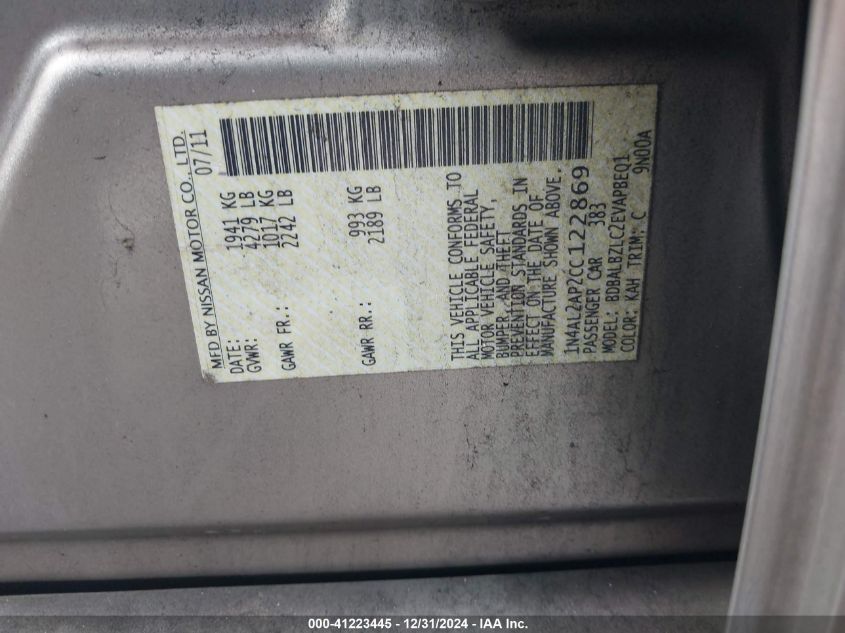 MFD BY NISSAN MOTOR CO., LTD.
DATE: 07/11
GVWR: 1941 KG
4279 LB
GAWR FR.: 1017 KG
2242 LB
GAWR RR.: 993 KG
2189 LB
THIS VEHICLE CONFORMS TO
ALL APPLICABLE FEDERAL
MOTOR VEHICLE SAFETY,
BUMPER, AND THEFT
PREVENTION STANDARDS IN
EFFECT ON THE DATE OF
MANUFACTURE SHOWN ABOVE.
1N4AL2AP2CC122869
PASSENGER CAR 383
MODEL: BDBALBZLC2EVAPBEQ1
COLOR: KAH TRIM: C 9N00A
000-41223445 - 12/31/2024 - IAA Inc.